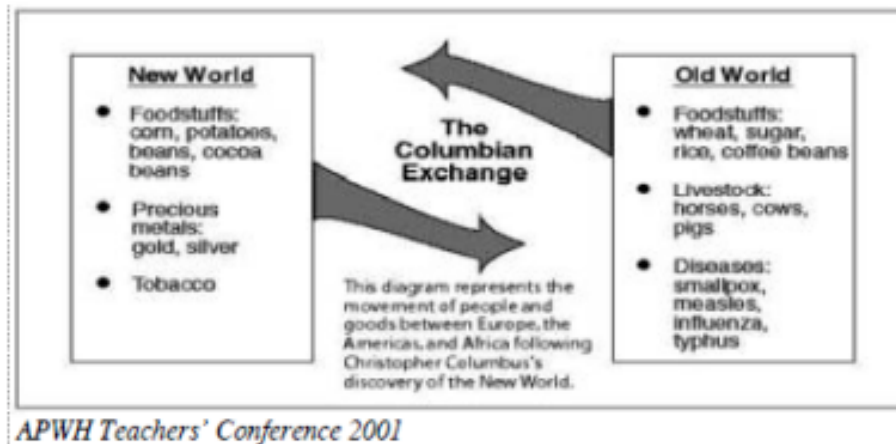 New World
● Foodstuffs:
corn, potatoes,
beans, cocoa
beans
● Precious
metals:
gold, silver
● Tobacco
The
Columbian
Exchange
This diagram represents the
movement of people and
goods between Europe, the
Americas, and Africa following
Christopher Columbus's
discovery of the New World.
Old World
● Foodstuffs:
wheat, sugar,
rice, coffee beans
● Livestock:
horses, cows,
pigs
● Diseases:
smallpox,
measles,
influenza,
typhus
APWH Teachers' Conference 2001